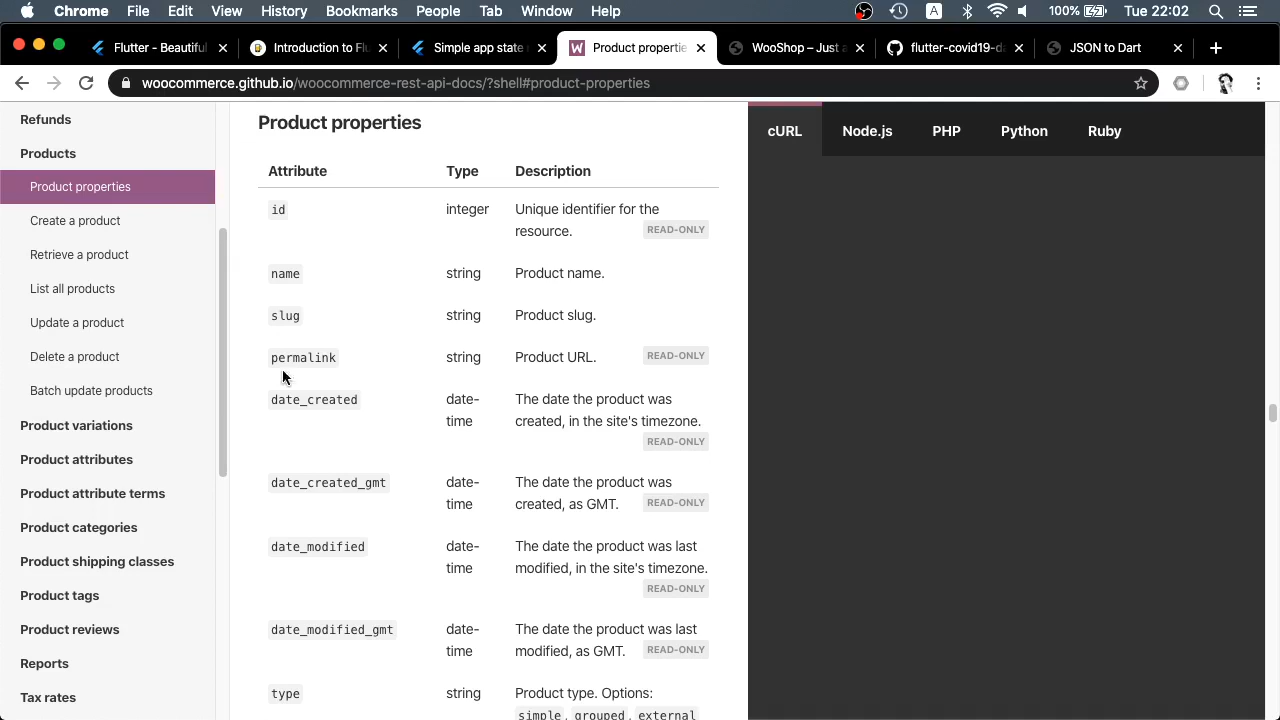 Chrome File Edit View History Bookmarks People Tab Window Help A 100% Tue 22:02
Flutter - Beautiful Introduction to Flu Simple app state Product propertie WooShop – Just a flutter-covid19-da JSON to Dart
woocommerce.github.io/woocommerce-rest-api-docs/?shell#product-properties
Refunds
Products
Product properties
Create a product
Retrieve a product
List all products
Update a product
Delete a product
Batch update products
Product variations
Product attributes
Product attribute terms
Product categories
Product shipping classes
Product tags
Product reviews
Reports
Tax rates
Product properties
Attribute Type Description
id integer Unique identifier for the
resource. READ-ONLY
name string Product name.
slug string Product slug.
permalink string Product URL. READ-ONLY
date_created date- The date the product was
time created, in the site's timezone.
READ-ONLY
date_created_gmt date- The date the product was
time created, as GMT. READ-ONLY
date_modified date- The date the product was last
time modified, in the site's timezone.
READ-ONLY
date_modified_gmt date- The date the product was last
time modified, as GMT. READ-ONLY
type string Product type. Options:
simple, grouped, external
cURL Node.js PHP Python Ruby